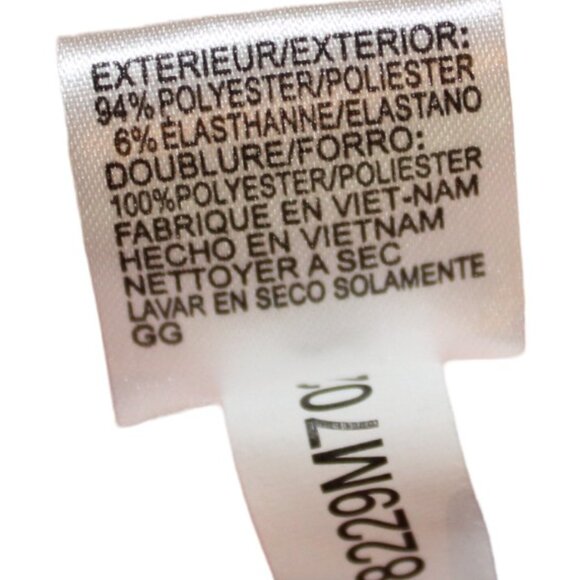 EXTERIEUR/EXTERIOR:
94% POLYESTER/POLIESTER
6% ÉLASTHANNE/ELASTANO
DOUBLURE/FORRO:
100%POLYESTER/POLIESTER
FABRIQUE EN VIET-NAM
HECHO EN VIETNAM
NETTOYER A SEC
LAVAR EN SECO SOLAMENTE
GG
8229M7